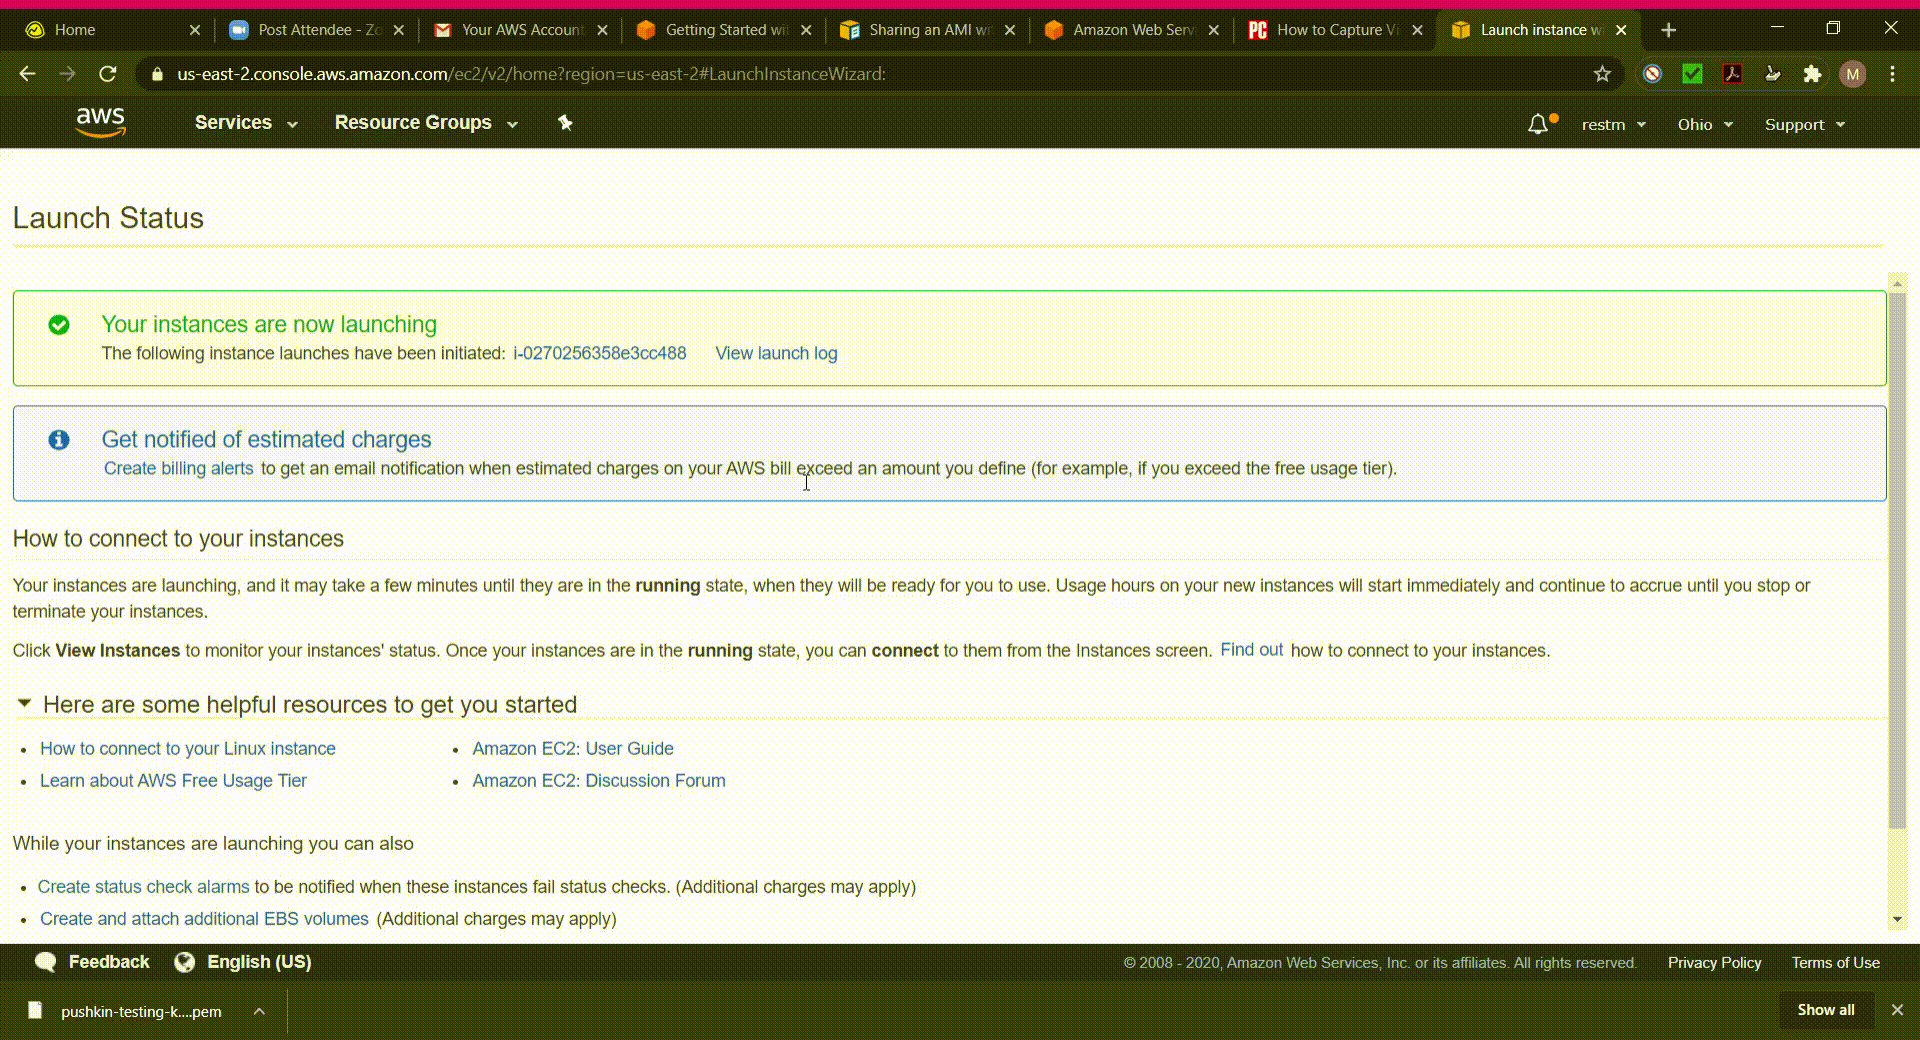 Home
Post Attendee - Zo
Your AWS Account
Getting Started wi
Sharing an AMI wi
Amazon Web Serv
PC
How to Capture Vi
Launch instance w
us-east-2.console.aws.amazon.com/ec2/v2/home?region=us-east-2#LaunchInstanceWizard:
M
aws
Services
Resource Groups
restm
Ohio
Support
Launch Status
Your instances are now launching
The following instance launches have been initiated: i-0270256358e3cc488 View launch log
Get notified of estimated charges
Create billing alerts to get an email notification when estimated charges on your AWS bill exceed an amount you define (for example, if you exceed the free usage tier).
How to connect to your instances
Your instances are launching, and it may take a few minutes until they are in the running state, when they will be ready for you to use. Usage hours on your new instances will start immediately and continue to accrue until you stop or
terminate your instances.
Click View Instances to monitor your instances' status. Once your instances are in the running state, you can connect to them from the Instances screen. Find out how to connect to your instances.
Here are some helpful resources to get you started
• How to connect to your Linux instance
• Amazon EC2: User Guide
• Learn about AWS Free Usage Tier
• Amazon EC2: Discussion Forum
While your instances are launching you can also
• Create status check alarms to be notified when these instances fail status checks. (Additional charges may apply)
• Create and attach additional EBS volumes (Additional charges may apply)
Feedback
English (US)
© 2008 - 2020, Amazon Web Services, Inc. or its affiliates. All rights reserved.
Privacy Policy
Terms of Use
pushkin-testing-k....pem
Show all